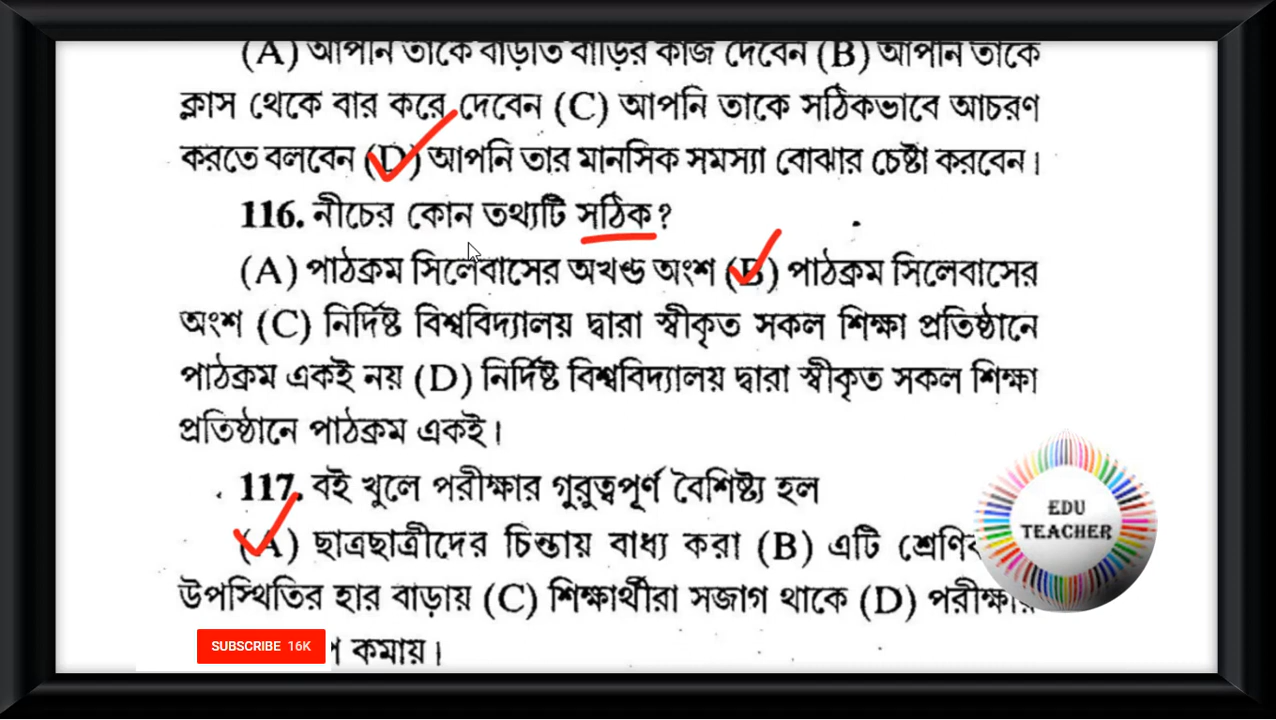 (A) আপনি তাকে বাড়তি বাড়ির কাজ দেবেন (B) আপনি তাকে
ক্লাস থেকে বার করে দেবেন (C) আপনি তাকে সঠিকভাবে আচরণ
করতে বলবেন (D) আপনি তার মানসিক সমস্যা বোঝার চেষ্টা করবেন।
116. নীচের কোন তথ্যটি সঠিক?
(A) পাঠক্রম সিলেবাসের অখণ্ড অংশ (B) পাঠক্রম সিলেবাসের
অংশ (C) নির্দিষ্ট বিশ্ববিদ্যালয় দ্বারা স্বীকৃত সকল শিক্ষা প্রতিষ্ঠানে
পাঠক্রম একই নয় (D) নির্দিষ্ট বিশ্ববিদ্যালয় দ্বারা স্বীকৃত সকল শিক্ষা
প্রতিষ্ঠানে পাঠক্রম একই।
117. বই খুলে পরীক্ষার গুরুত্বপূর্ণ বৈশিষ্ট্য হল
(A) ছাত্রছাত্রীদের চিন্তায় বাধ্য করা (B) এটি
উপস্থিতির হার বাড়ায় (C) শিক্ষার্থীরা সজাগ থাকে (D) পরীক্ষার
কমায়।
EDU
TEACHER
SUBSCRIBE 16K